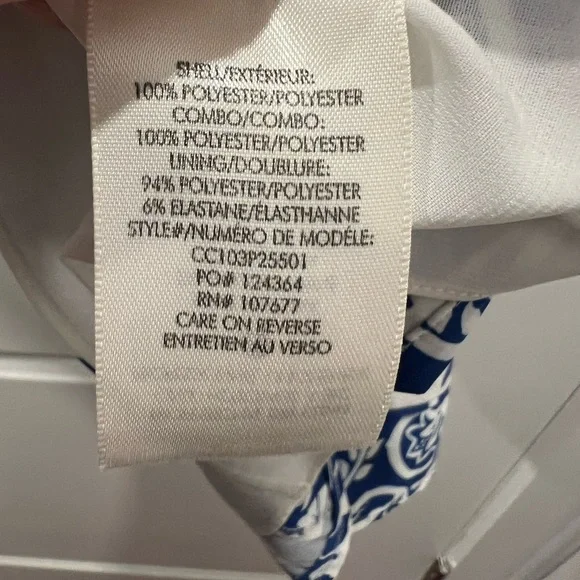 SHELL/EXTÉRIEUR:
100% POLYESTER/POLYESTER
COMBO/COMBO:
100% POLYESTER/POLYESTER
LINING/DOUBLURE:
94% POLYESTER/POLYESTER
6% ELASTANE/ÉLASTHANNE
STYLE#/NUMÉRO DE MODÉLE:
CC103P25501
PO# 124364
RN# 107677
CARE ON REVERSE
ENTRETIEN AU VERSO